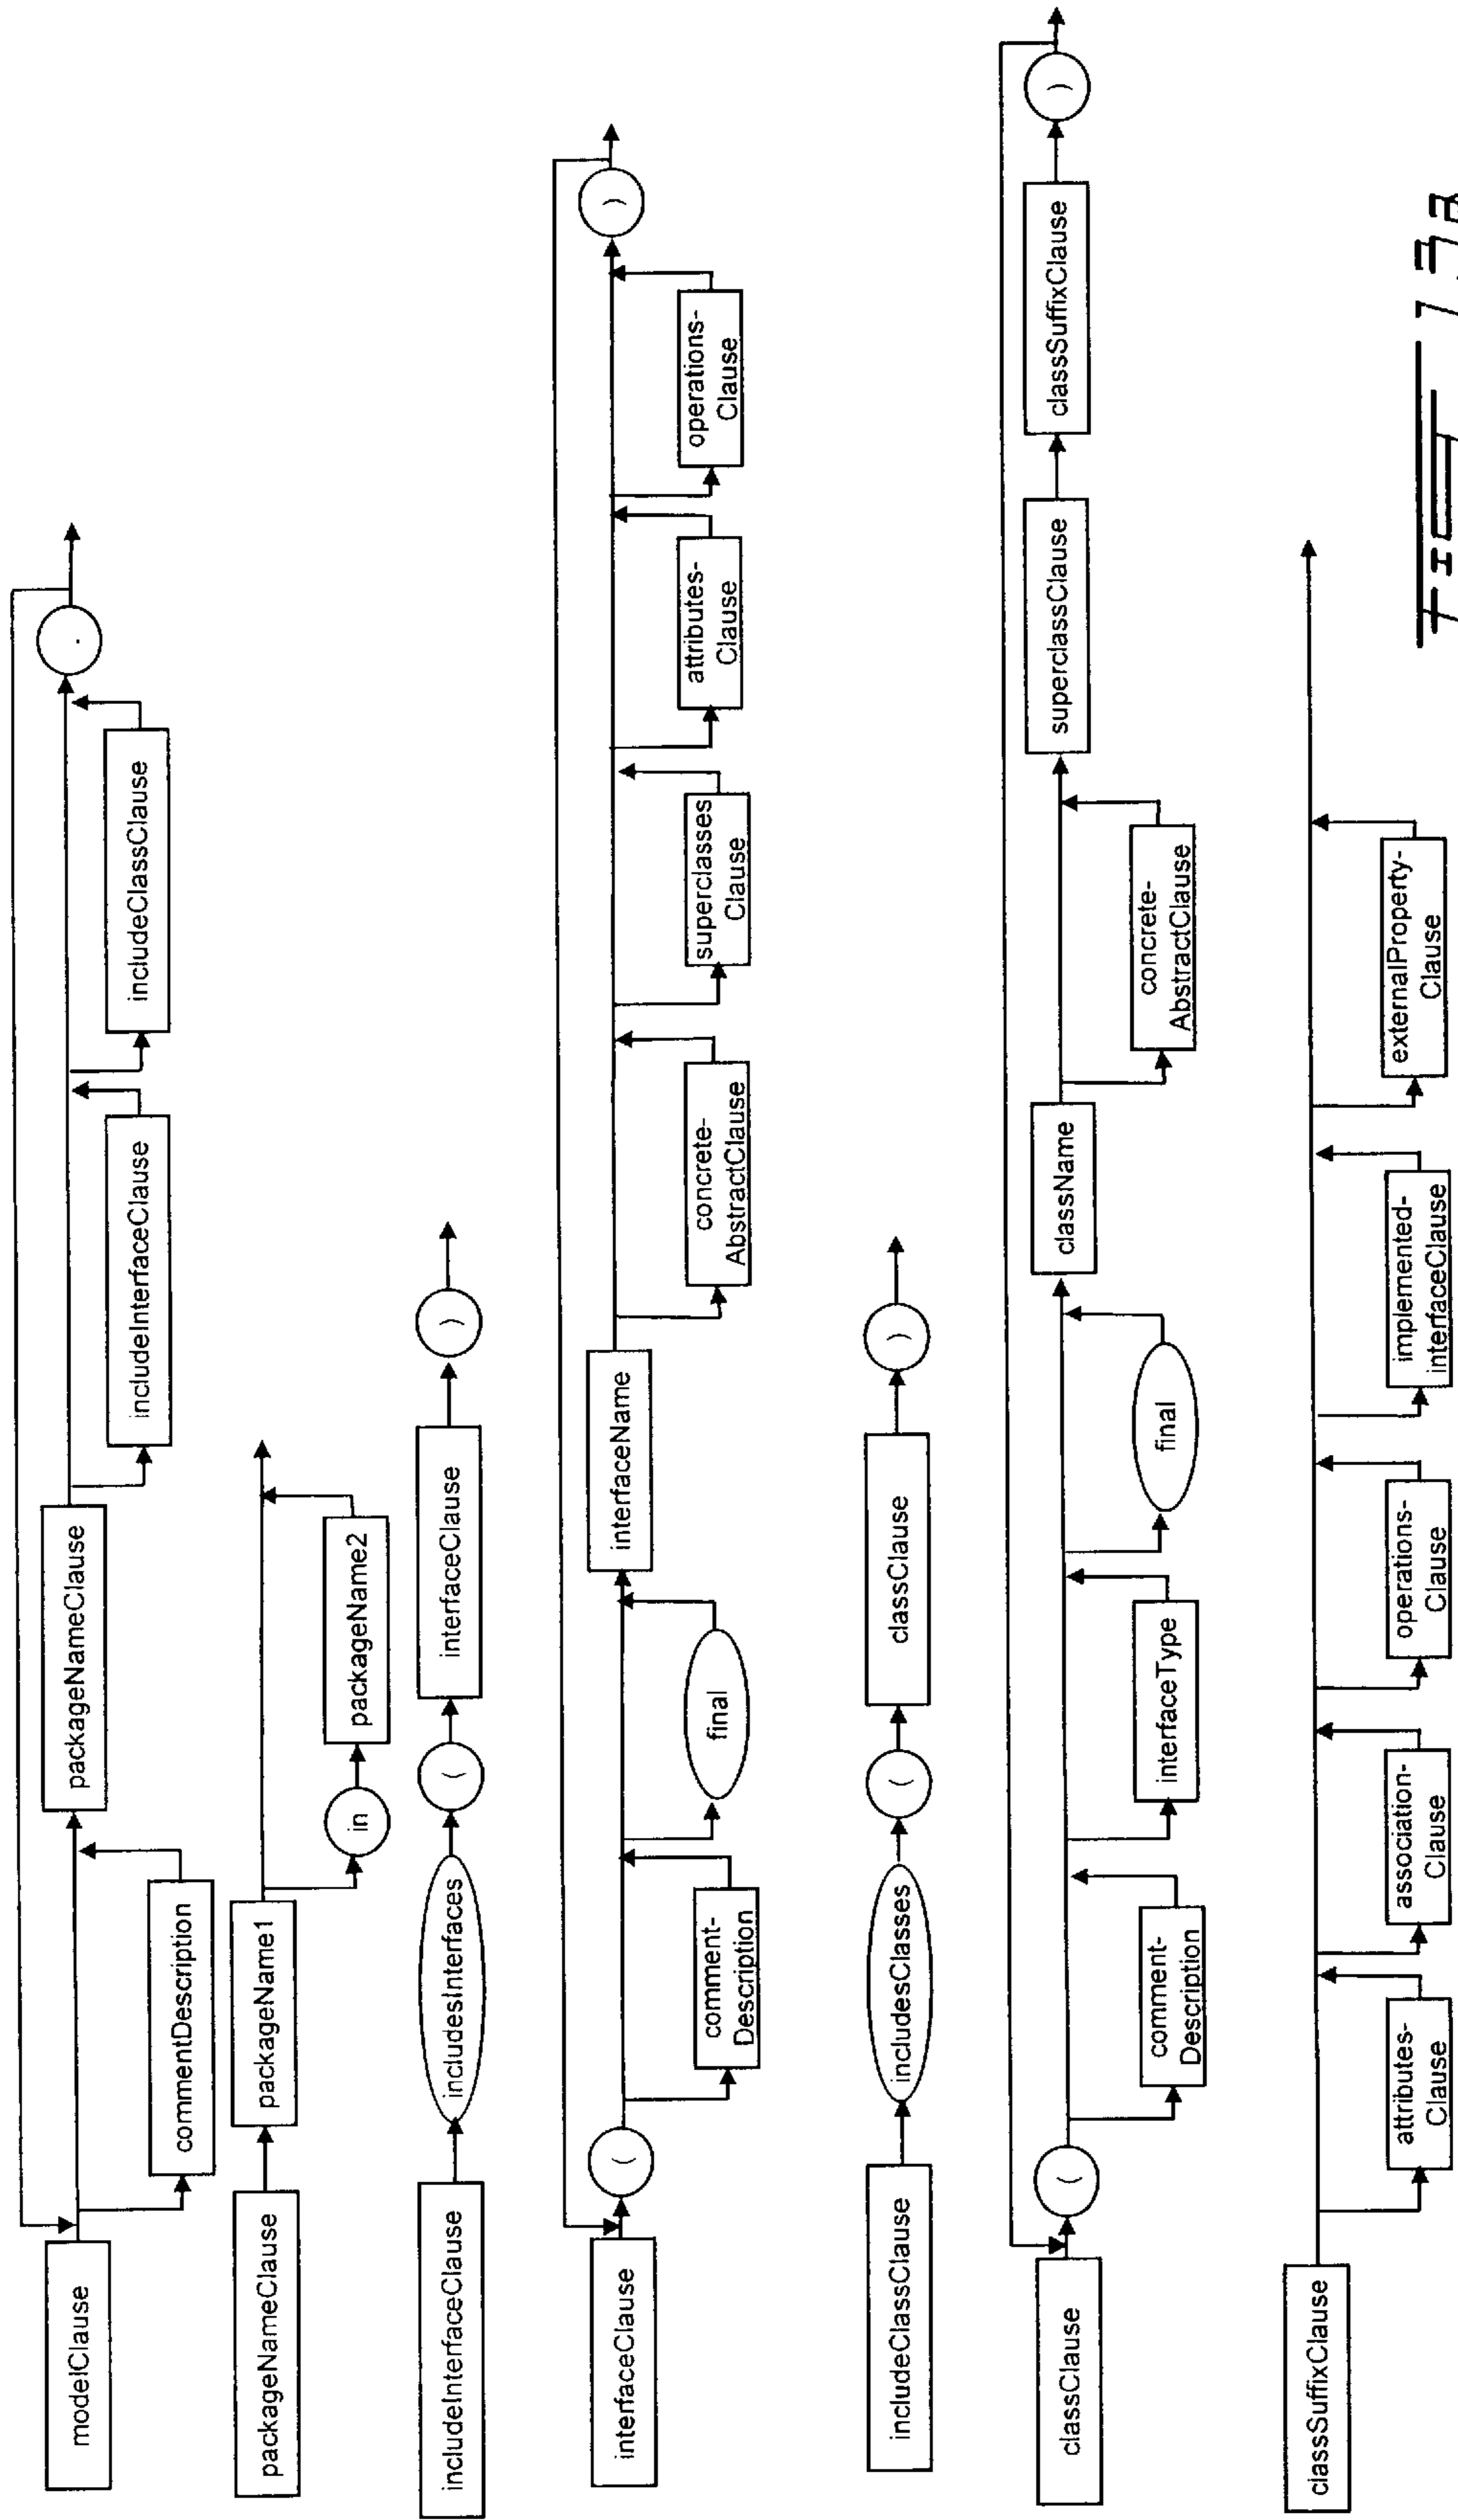 modelClause
commentDescription
packageNameClause
includeInterfaceClause
includeClassClause
.
packageNameClause
packageName1
in
packageName2
includeInterfaceClause
includesInterfaces
(
interfaceClause
)
interfaceClause
(
comment-
Description
final
interfaceName
concrete-
AbstractClause
superclasses
Clause
attributes-
Clause
operations-
Clause
)
includeClassClause
includesClasses
(
classClause
)
classClause
(
comment-
Description
interfaceType
final
className
concrete-
AbstractClause
superclassClause
classSuffixClause
)
classSuffixClause
attributes-
Clause
association-
Clause
operations-
Clause
implemented-
interfaceClause
externalProperty-
Clause